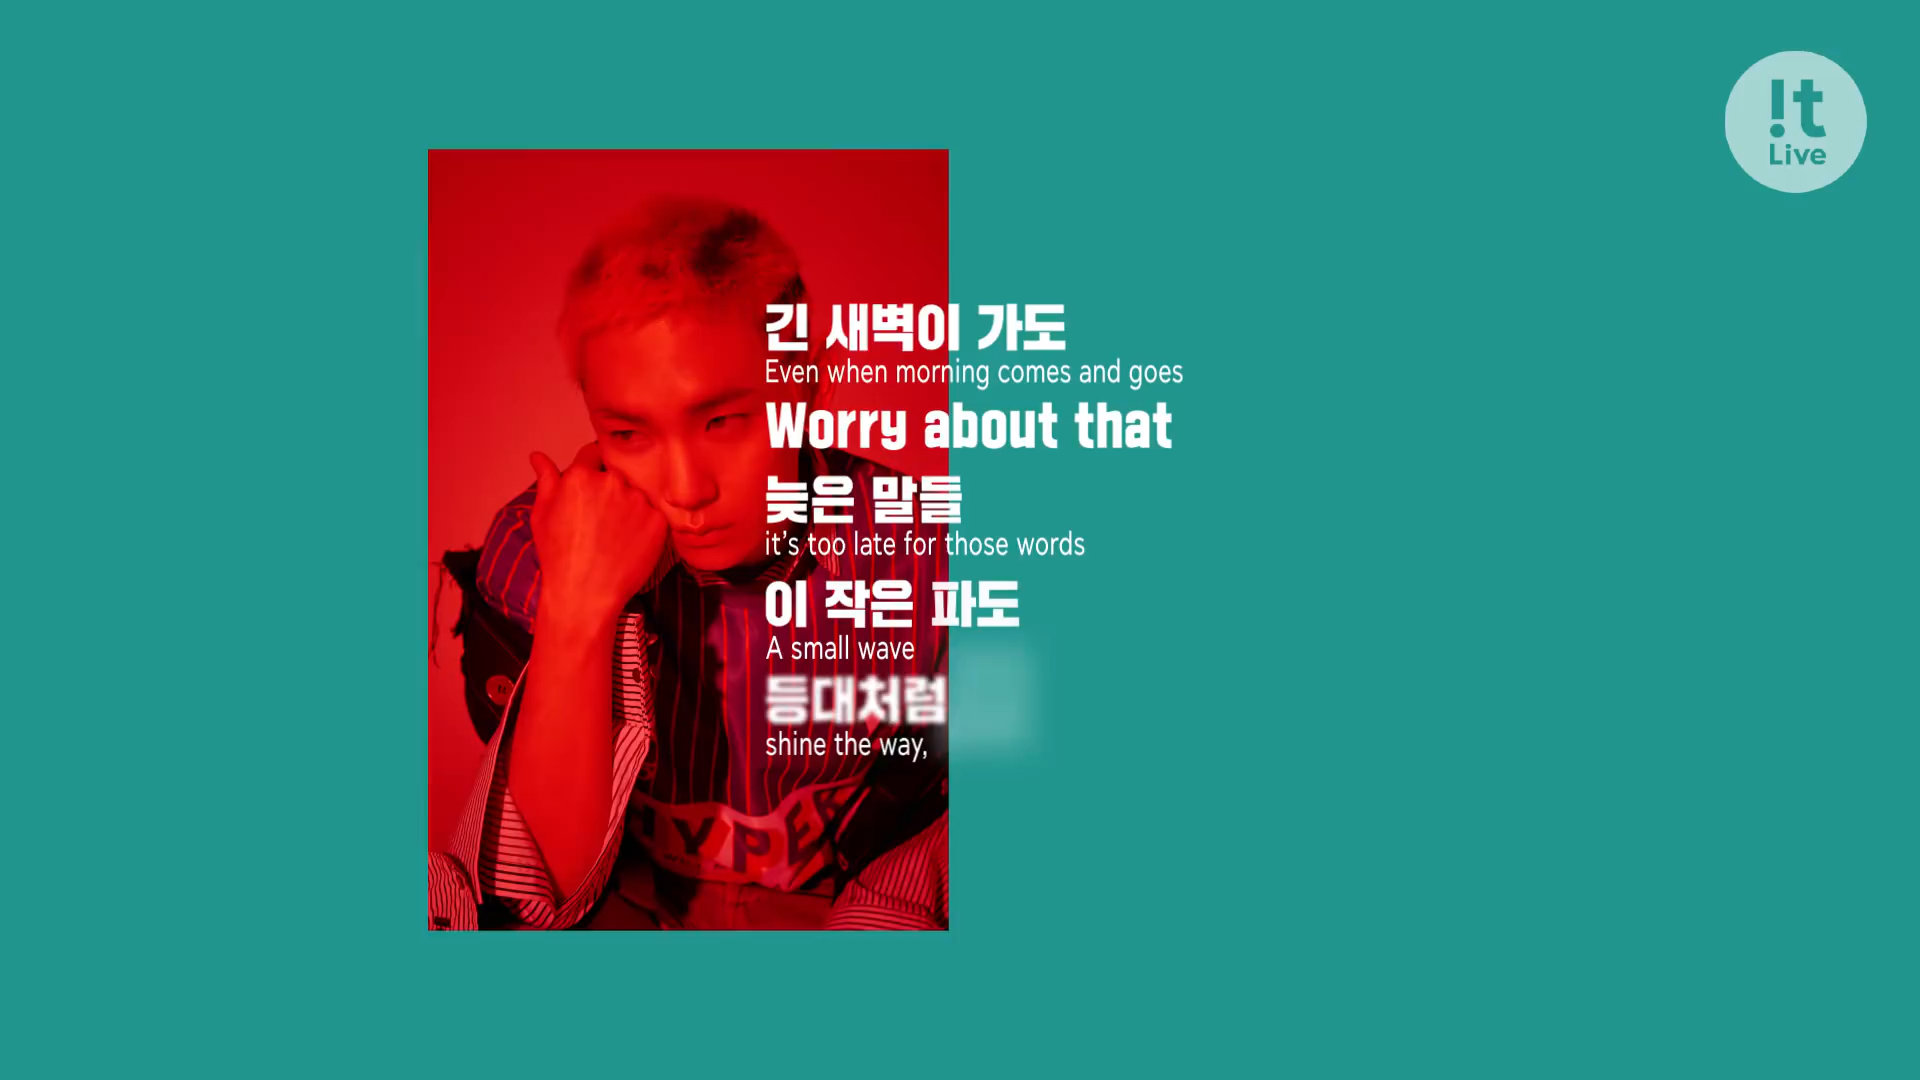 !t
Live
긴 새벽이 가도
Even when morning comes and goes
Worry about that
늦은 말들
it's too late for those words
이 작은 파도
A small wave
등대처럼
shine the way,
HYPER